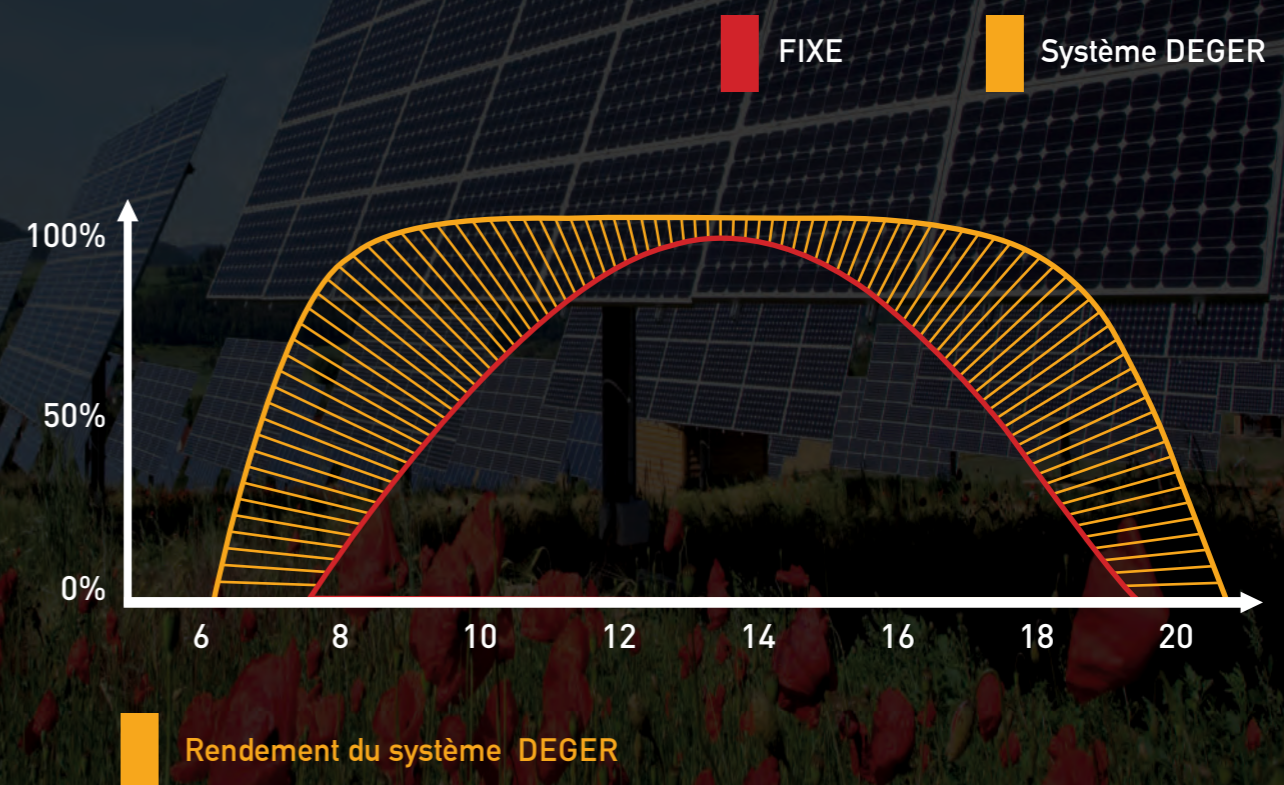 FIXE
Système DEGER
100%
50%
0%
6 8 10 12 14 16 18 20
Rendement du système DEGER